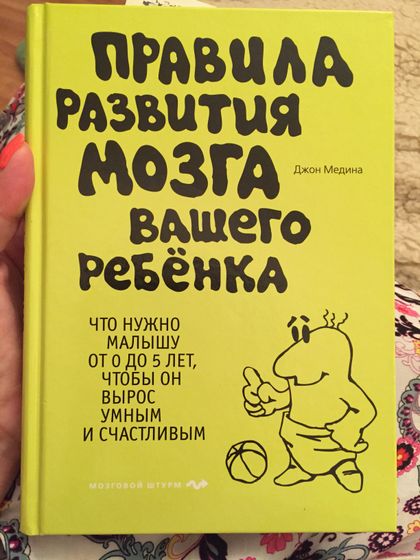 ПРАВИЛА
РАЗВИТИЯ
МОЗГА
Джон Медина
ВАШЕГО
РЕБЁНКА
ЧТО НУЖНО
МАЛЫШУ
ОТ 0 ДО 5 ЛЕТ,
ЧТОБЫ ОН
ВЫРОС
УМНЫМ
И СЧАСТЛИВЫМ
МОЗГОВОЙ ШТУРМ